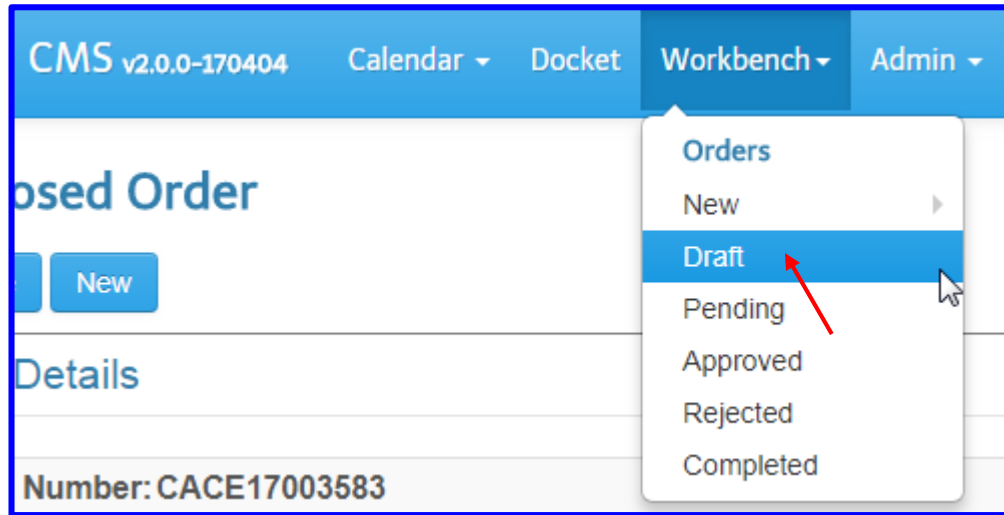 CMS v2.0.0-170404 Calendar Docket Workbench Admin
Orders
New
Draft
Pending
Approved
Rejected
Completed
osed Order
New
Details
Number: CACE17003583